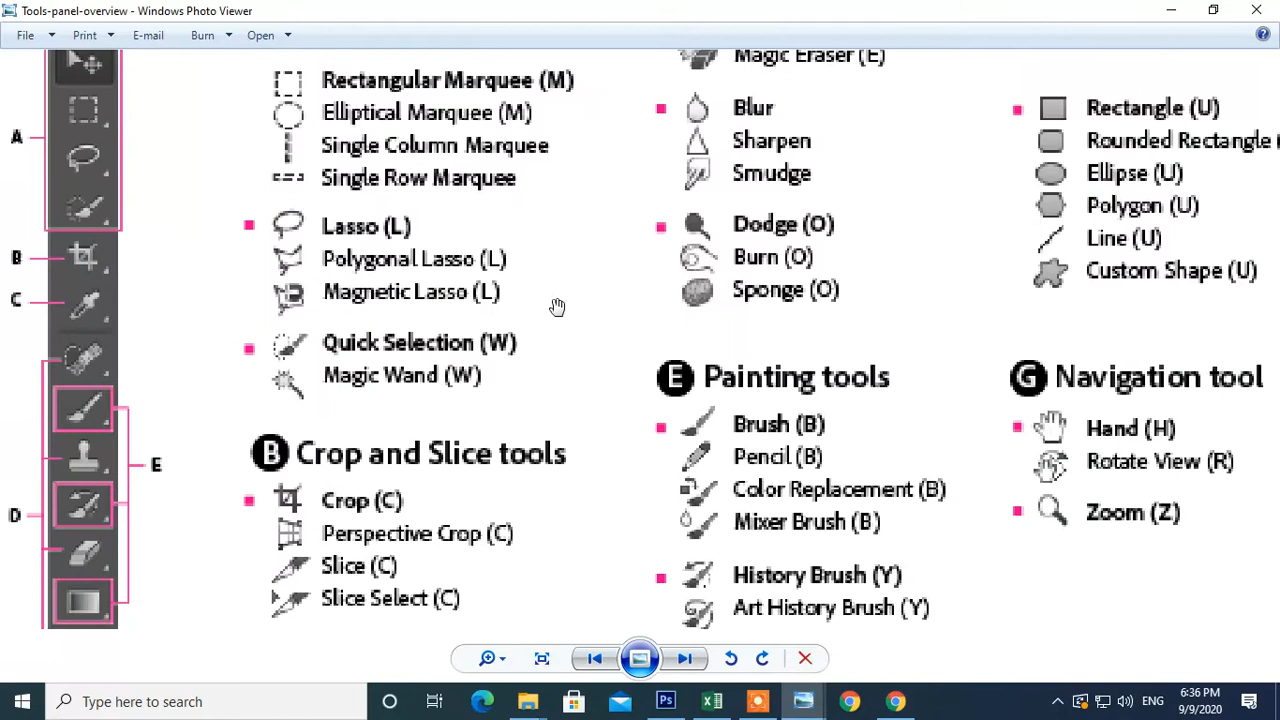 Tools-panel-overview - Windows Photo Viewer
File Print E-mail Burn Open
A
B
C
D
E
Rectangular Marquee (M)
Elliptical Marquee (M)
Single Column Marquee
Single Row Marquee
Lasso (L)
Polygonal Lasso (L)
Magnetic Lasso (L)
Quick Selection (W)
Magic Wand (W)
B Crop and Slice tools
Crop (C)
Perspective Crop (C)
Slice (C)
Slice Select (C)
Magic Eraser (E)
Blur
Sharpen
Smudge
Dodge (O)
Burn (O)
Sponge (O)
E Painting tools
Brush (B)
Pencil (B)
Color Replacement (B)
Mixer Brush (B)
History Brush (Y)
Art History Brush (Y)
Rectangle (U)
Rounded Rectangle (
Ellipse (U)
Polygon (U)
Line (U)
Custom Shape (U)
G Navigation tool
Hand (H)
Rotate View (R)
Zoom (Z)
Type here to search
Ps
ENG
6:36 PM
9/9/2020